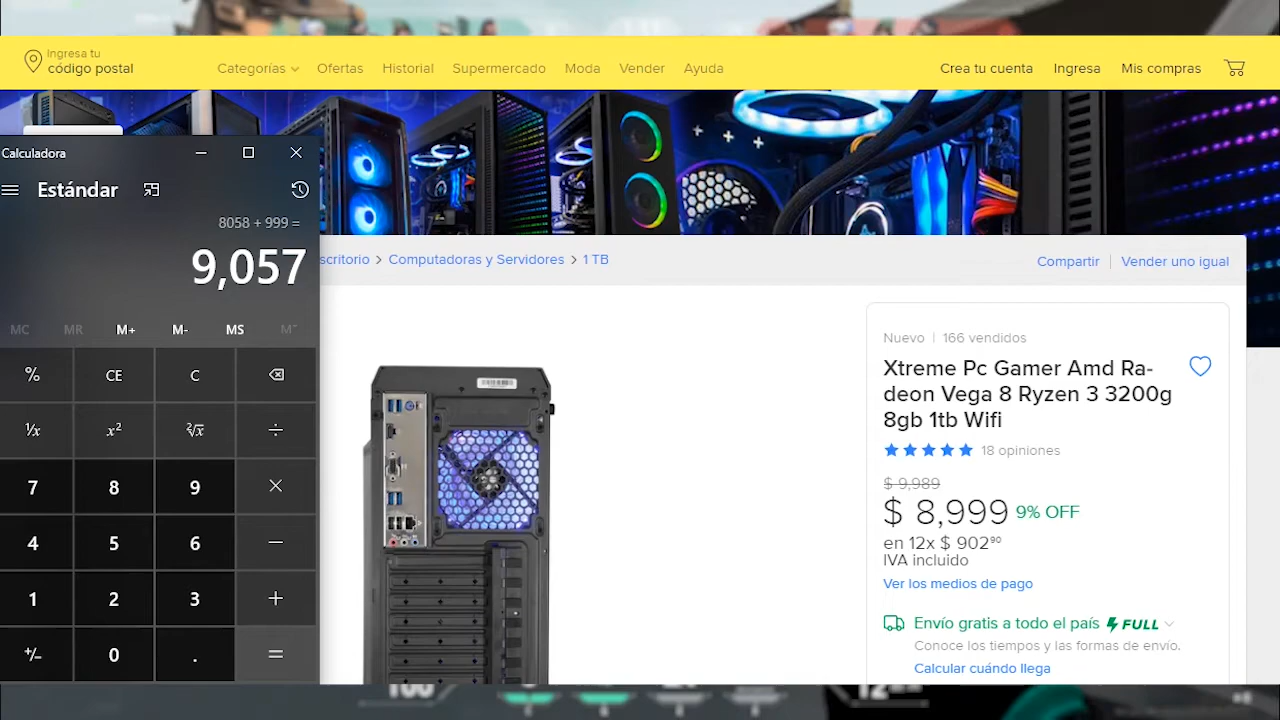 Ingresa tu
código postal
Categorías
Ofertas
Historial
Supermercado
Moda
Vender
Ayuda
Crea tu cuenta
Ingresa
Mis compras
Calculadora
Estándar
8058 + 999 =
9,057
MC MR M+ M- MS M˅
% CE C
¹/x x² ²√x ÷
7 8 9 ×
4 5 6 −
1 2 3 +
+/− 0 . =
scritorio > Computadoras y Servidores > 1 TB
Compartir | Vender uno igual
Nuevo | 166 vendidos
Xtreme Pc Gamer Amd Ra-
deon Vega 8 Ryzen 3 3200g
8gb 1tb Wifi
18 opiniones
$ 9,989
$ 8,999 9% OFF
en 12x $ 902⁹⁰
IVA incluido
Ver los medios de pago
Envío gratis a todo el país FULL
Conoce los tiempos y las formas de envío.
Calcular cuándo llega
100